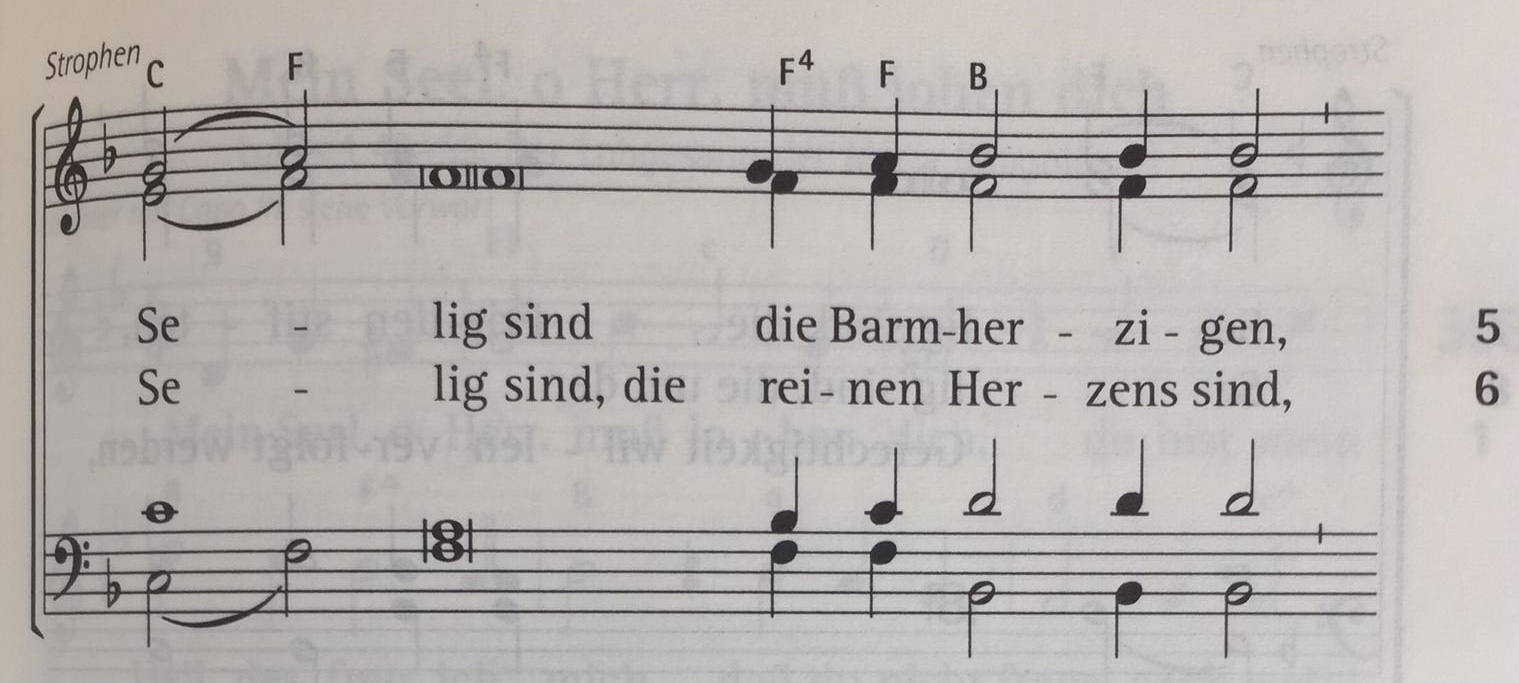 Strophen C F F4 F B
Se - lig sind die Barm-her - zi - gen, 5
Se - lig sind, die rei-nen Her - zens sind, 6